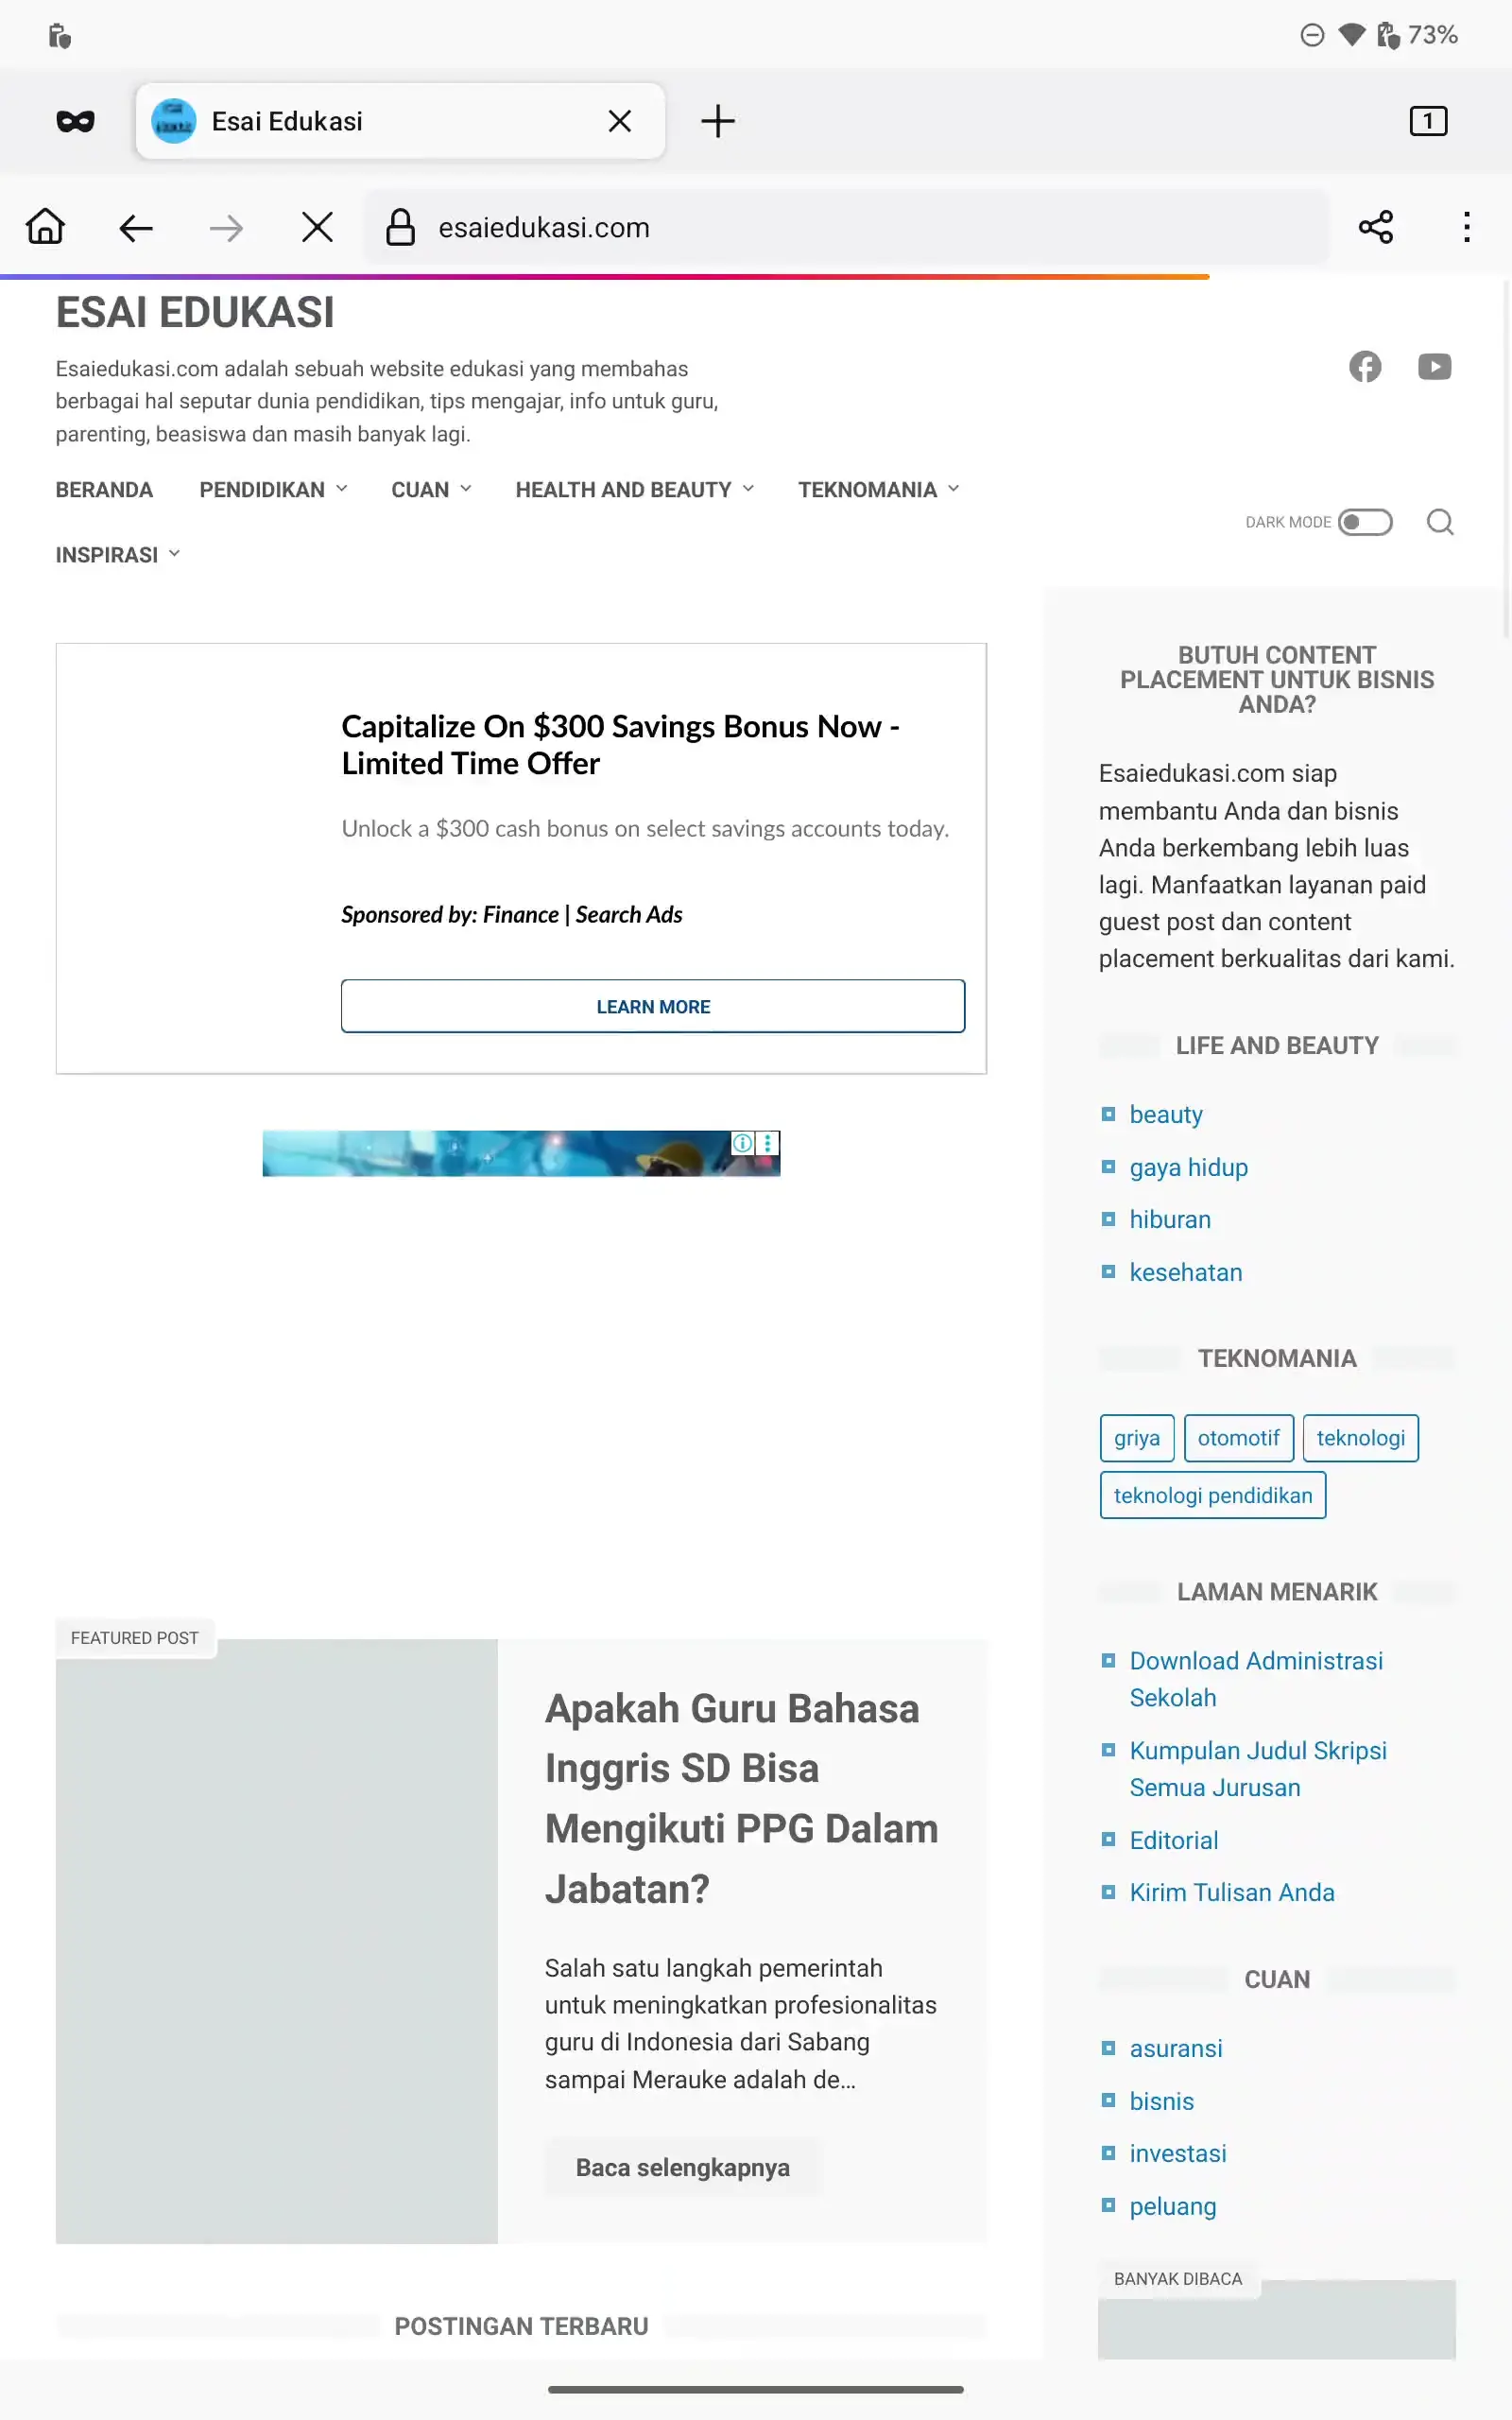 73%
Esai Edukasi
1
esaiedukasi.com
ESAI EDUKASI
Esaiedukasi.com adalah sebuah website edukasi yang membahas
berbagai hal seputar dunia pendidikan, tips mengajar, info untuk guru,
parenting, beasiswa dan masih banyak lagi.
BERANDA PENDIDIKAN CUAN HEALTH AND BEAUTY TEKNOMANIA
INSPIRASI
DARK MODE
Capitalize On $300 Savings Bonus Now -
Limited Time Offer
Unlock a $300 cash bonus on select savings accounts today.
Sponsored by: Finance | Search Ads
LEARN MORE
FEATURED POST
Apakah Guru Bahasa
Inggris SD Bisa
Mengikuti PPG Dalam
Jabatan?
Salah satu langkah pemerintah
untuk meningkatkan profesionalitas
guru di Indonesia dari Sabang
sampai Merauke adalah de...
Baca selengkapnya
POSTINGAN TERBARU
BUTUH CONTENT
PLACEMENT UNTUK BISNIS
ANDA?
Esaiedukasi.com siap
membantu Anda dan bisnis
Anda berkembang lebih luas
lagi. Manfaatkan layanan paid
guest post dan content
placement berkualitas dari kami.
LIFE AND BEAUTY
beauty
gaya hidup
hiburan
kesehatan
TEKNOMANIA
griya otomotif teknologi
teknologi pendidikan
LAMAN MENARIK
Download Administrasi
Sekolah
Kumpulan Judul Skripsi
Semua Jurusan
Editorial
Kirim Tulisan Anda
CUAN
asuransi
bisnis
investasi
peluang
BANYAK DIBACA